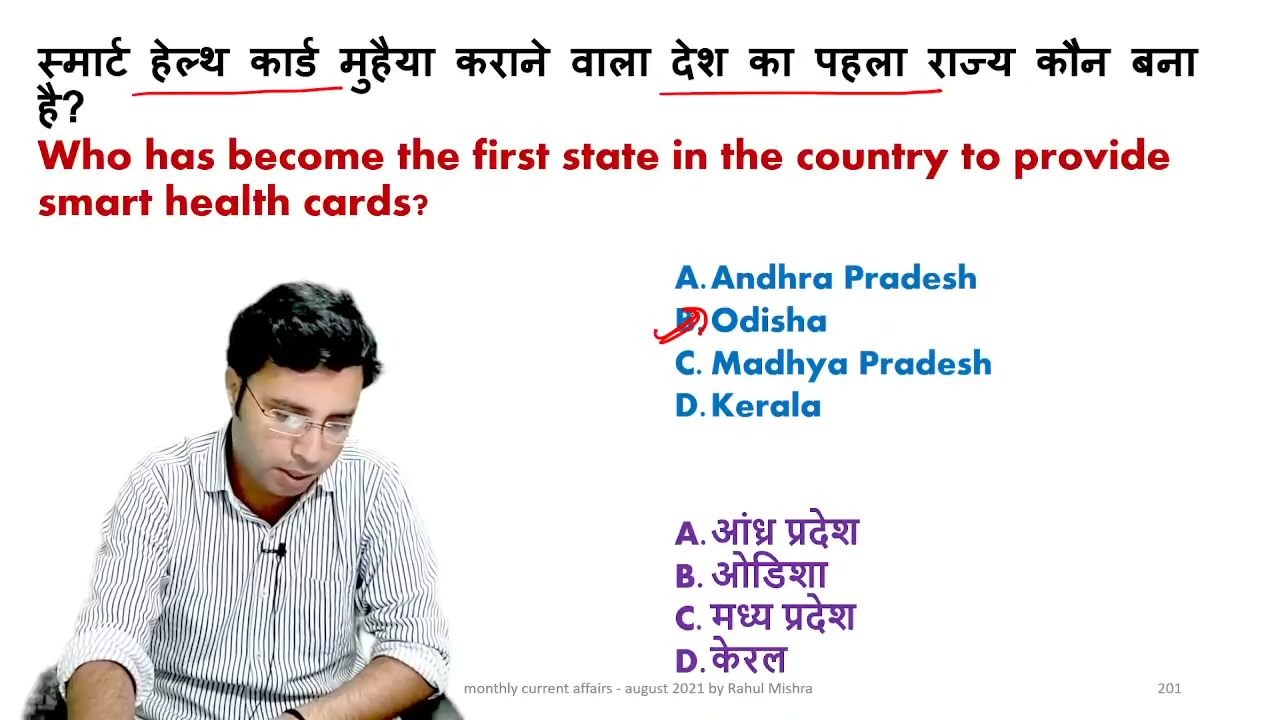 स्मार्ट हेल्थ कार्ड मुहैया कराने वाला देश का पहला राज्य कौन बना
है?
Who has become the first state in the country to provide
smart health cards?
A. Andhra Pradesh
B. Odisha
C. Madhya Pradesh
D. Kerala
A. आंध्र प्रदेश
B. ओडिशा
C. मध्य प्रदेश
D. केरल
monthly current affairs - august 2021 by Rahul Mishra
201